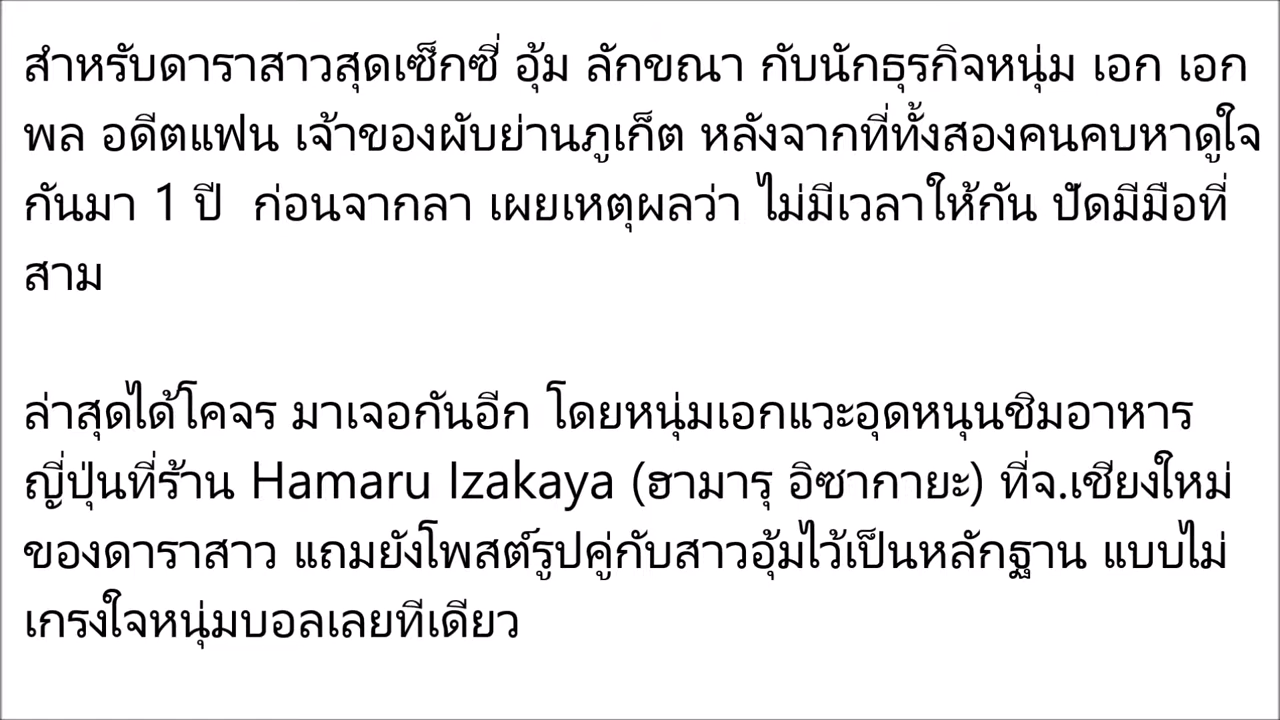 สำหรับดาราสาวสุดเซ็กซี่ อุ้ม ลักขณา กับนักธุรกิจหนุ่ม เอก เอก
พล อดีตแฟน เจ้าของผับย่านภูเก็ต หลังจากที่ทั้งสองคนคบหาดูใจ
กันมา 1 ปี  ก่อนจากลา เผยเหตุผลว่า ไม่มีเวลาให้กัน ปัดมีมือที่
สาม
ล่าสุดได้โคจร มาเจอกันอีก โดยหนุ่มเอกแวะอุดหนุนชิมอาหาร
ญี่ปุ่นที่ร้าน Hamaru Izakaya (ฮามารุ อิซากายะ) ที่จ.เชียงใหม่
ของดาราสาว แถมยังโพสต์รูปคู่กับสาวอุ้มไว้เป็นหลักฐาน แบบไม่
เกรงใจหนุ่มบอลเลยทีเดียว